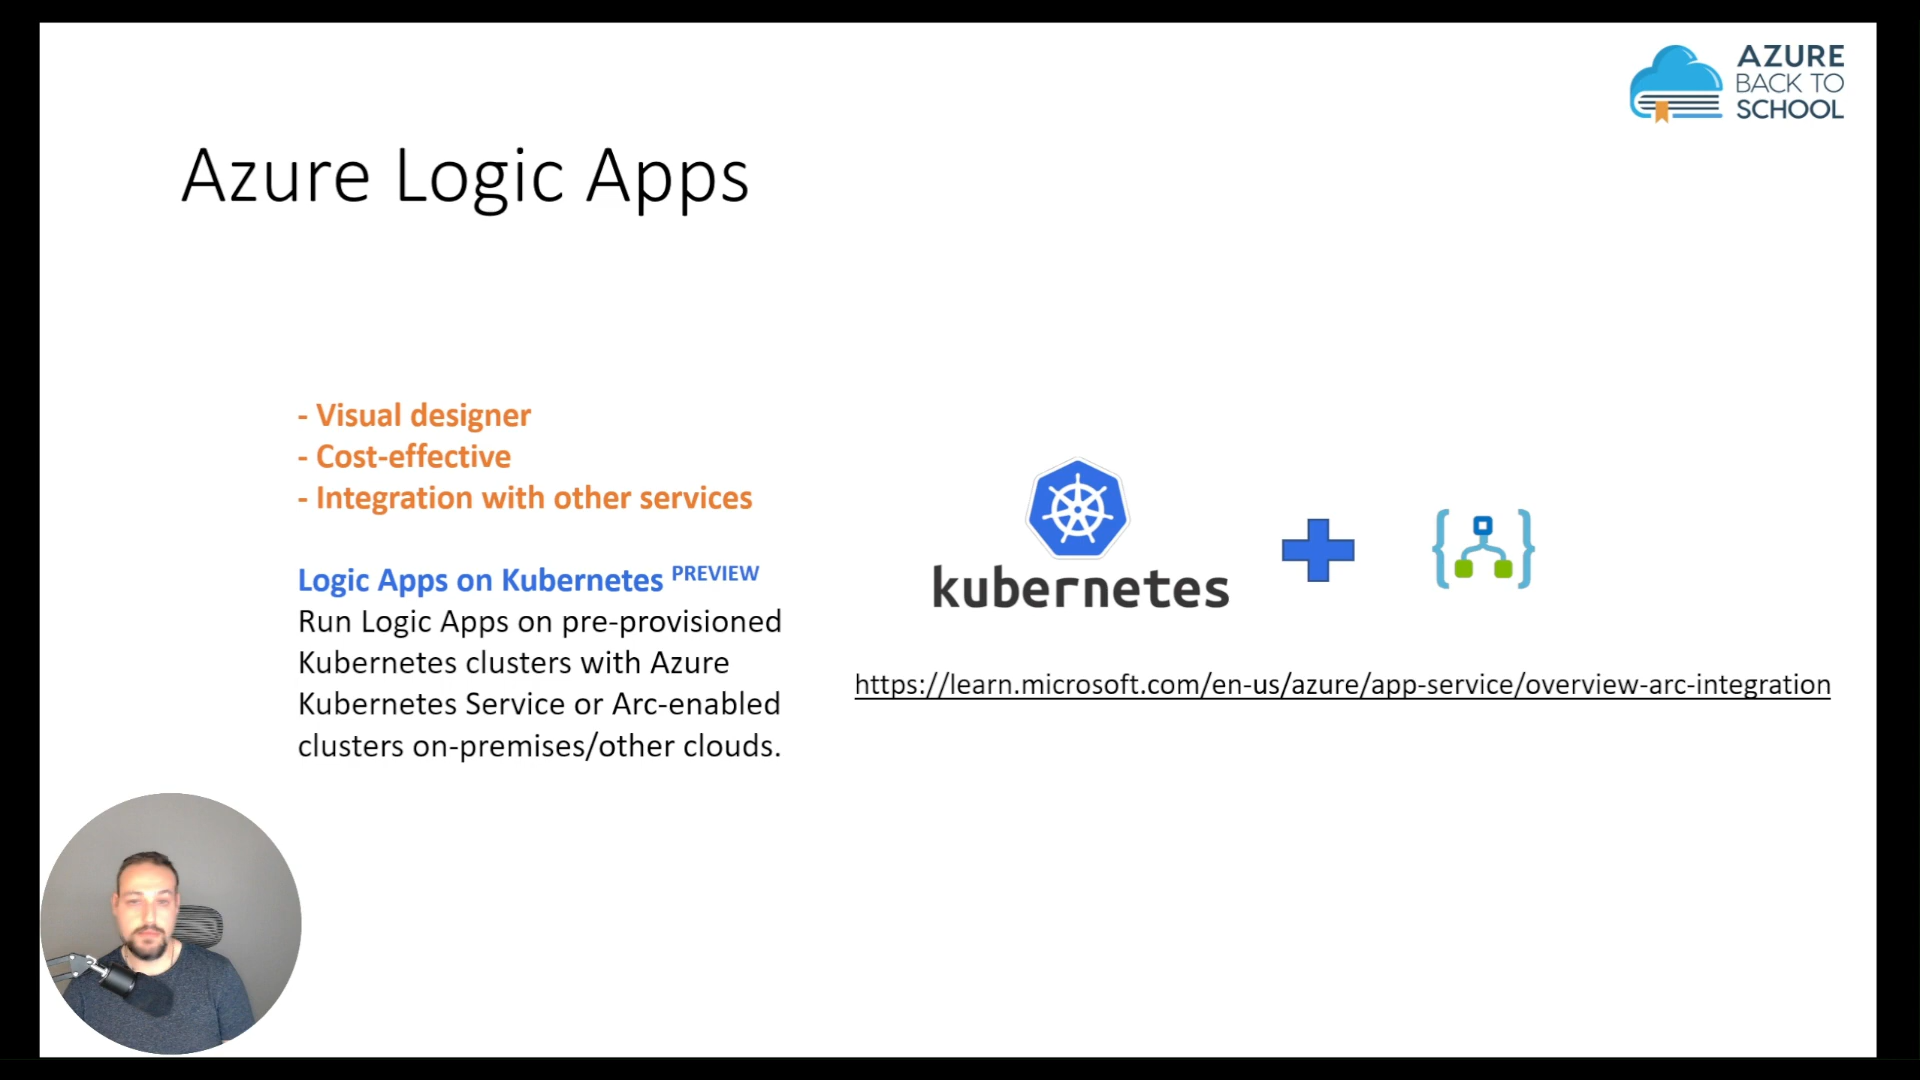 AZURE
BACK TO
SCHOOL
Azure Logic Apps
- Visual designer
- Cost-effective
- Integration with other services
Logic Apps on Kubernetes PREVIEW
Run Logic Apps on pre-provisioned
Kubernetes clusters with Azure
Kubernetes Service or Arc-enabled
clusters on-premises/other clouds.
kubernetes
https://learn.microsoft.com/en-us/azure/app-service/overview-arc-integration